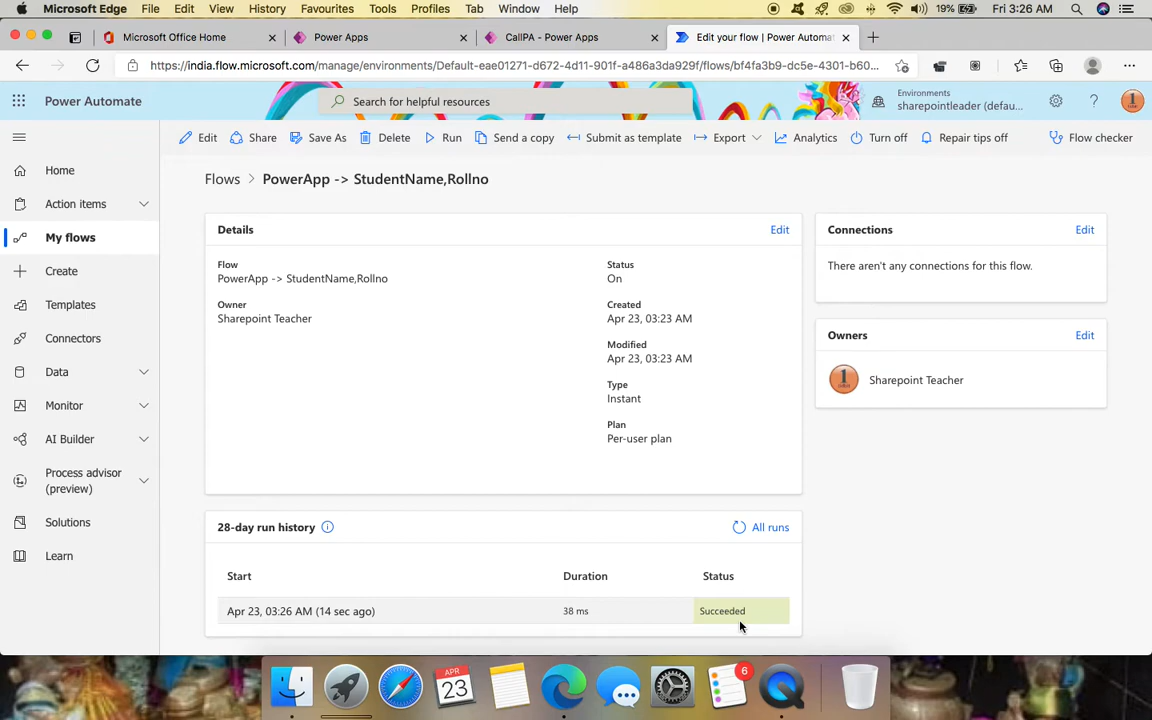 Microsoft Edge File Edit View History Favourites Tools Profiles Tab Window Help 19% Fri 3:26 AM
Microsoft Office Home Power Apps CallPA - Power Apps Edit your flow | Power Automat
https://india.flow.microsoft.com/manage/environments/Default-eae01271-d672-4d11-901f-a486a3da929f/flows/bf4fa3b9-dc5e-4301-b60...
Power Automate
Search for helpful resources
Environments
sharepointleader (defau...
Edit Share Save As Delete Run Send a copy Submit as template Export Analytics Turn off Repair tips off Flow checker
Home
Action items
My flows
Create
Templates
Connectors
Data
Monitor
AI Builder
Process advisor
(preview)
Solutions
Learn
Flows > PowerApp -> StudentName,Rollno
Details Edit
Flow
PowerApp -> StudentName,Rollno
Owner
Sharepoint Teacher
Status
On
Created
Apr 23, 03:23 AM
Modified
Apr 23, 03:23 AM
Type
Instant
Plan
Per-user plan
Connections Edit
There aren't any connections for this flow.
Owners Edit
1
Sharepoint Teacher
28-day run history All runs
Start Duration Status
Apr 23, 03:26 AM (14 sec ago) 38 ms Succeeded
APR
23
6